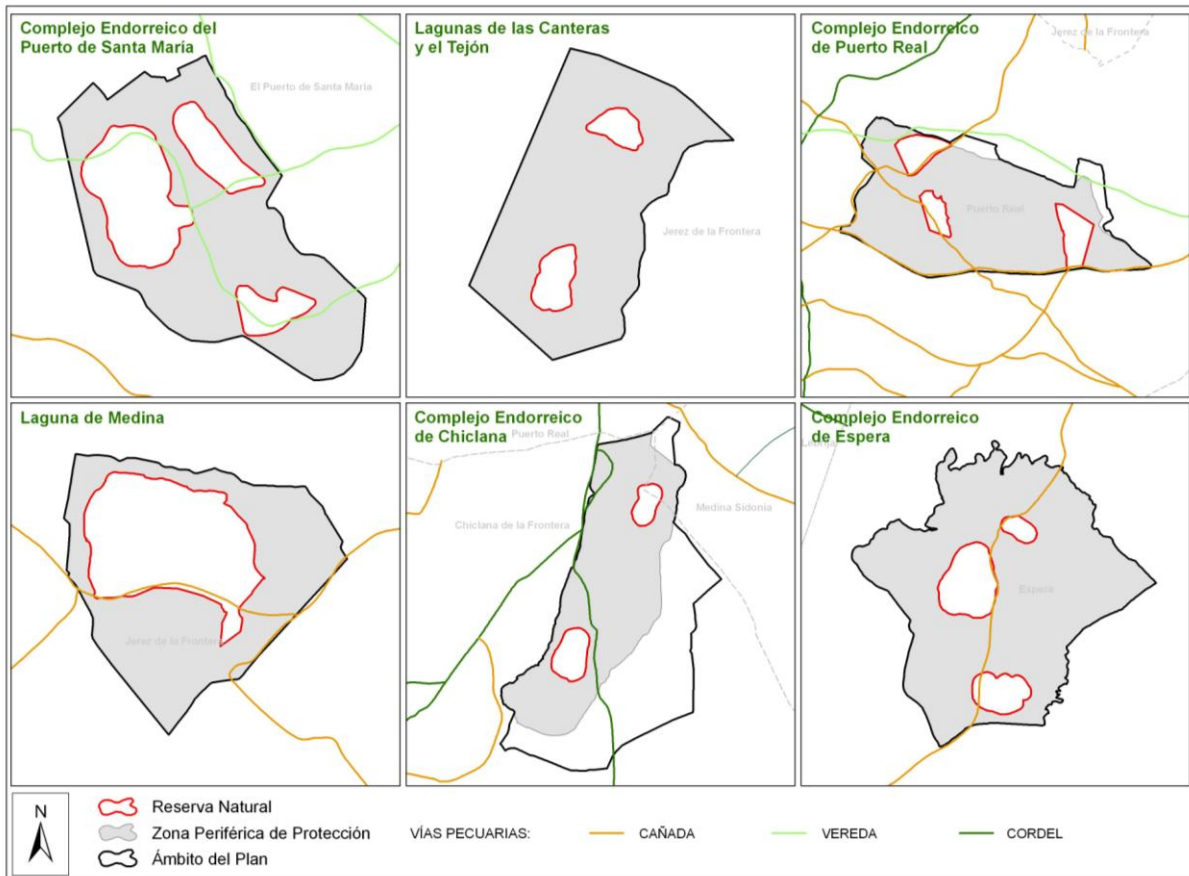 Complejo Endorreico del
Puerto de Santa María
El Puerto de Santa María
Lagunas de las Canteras
y el Tejón
Jerez de la Frontera
Complejo Endorreico
de Puerto Real
Jerez de la Frontera
Puerto Real
Laguna de Medina
Jerez de la Frontera
Complejo Endorreico
de Chiclana
Puerto Real
Chiclana de la Frontera
Medina Sidonia
Complejo Endorreico
de Espera
Espera
N
Reserva Natural
Zona Periférica de Protección
Ámbito del Plan
VÍAS PECUARIAS:
CAÑADA
VEREDA
CORDEL